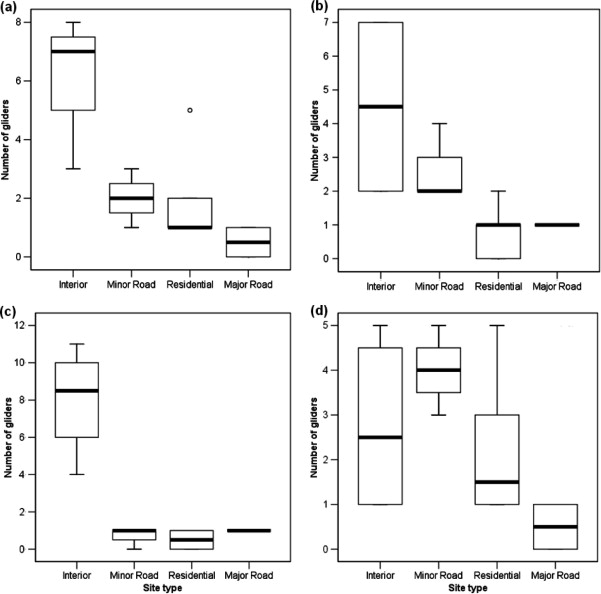 (a)
Number of gliders
8
6
4
2
0
Interior Minor Road Residential Major Road
(b)
Number of gliders
7
6
5
4
3
2
1
0
Interior Minor Road Residential Major Road
(c)
Number of gliders
12
10
8
6
4
2
0
Interior Minor Road Residential Major Road
Site type
(d)
Number of gliders
5
4
3
2
1
0
Interior Minor Road Residential Major Road
Site type